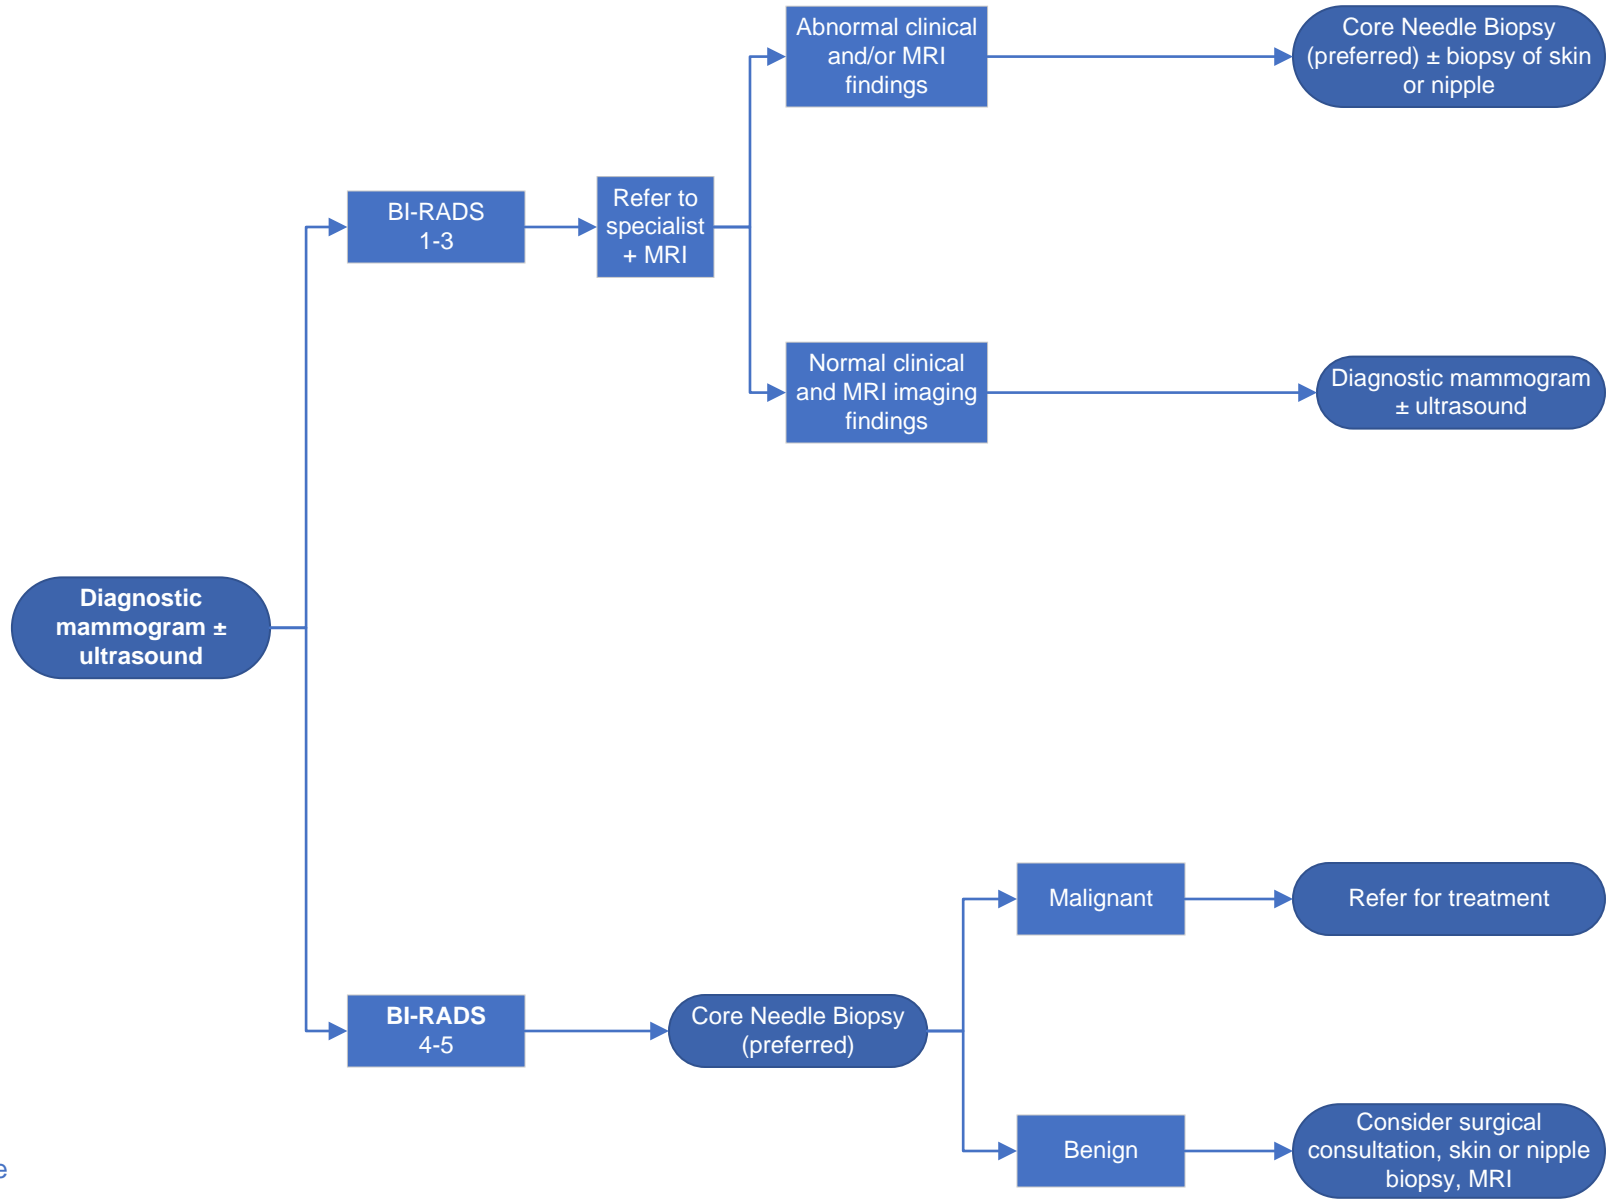 Abnormal clinical
and/or MRI
findings
Core Needle Biopsy
(preferred) ± biopsy of skin
or nipple
BI-RADS
1-3
Refer to
specialist
+ MRI
Normal clinical
and MRI imaging
findings
Diagnostic mammogram
± ultrasound
Diagnostic
mammogram ±
ultrasound
Malignant
Refer for treatment
BI-RADS
4-5
Core Needle Biopsy
(preferred)
Benign
Consider surgical
consultation, skin or nipple
biopsy, MRI
e